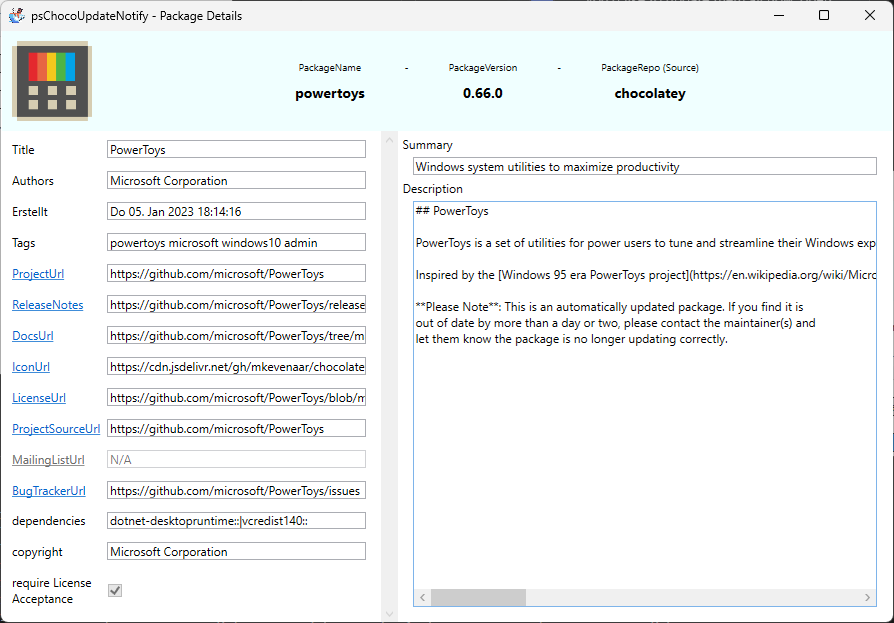 psChocoUpdateNotify - Package Details
PackageName - PackageVersion - PackageRepo (Source)
powertoys 0.66.0 chocolatey
Title PowerToys
Authors Microsoft Corporation
Erstellt Do 05. Jan 2023 18:14:16
Tags powertoys microsoft windows10 admin
ProjectUrl https://github.com/microsoft/PowerToys
ReleaseNotes https://github.com/microsoft/PowerToys/release
DocsUrl https://github.com/microsoft/PowerToys/tree/m
IconUrl https://cdn.jsdelivr.net/gh/mkevenaar/chocolate
LicenseUrl https://github.com/microsoft/PowerToys/blob/m
ProjectSourceUrl https://github.com/microsoft/PowerToys
MailingListUrl N/A
BugTrackerUrl https://github.com/microsoft/PowerToys/issues
dependencies dotnet-desktopruntime::|vcredist140::
copyright Microsoft Corporation
require License
Acceptance
Summary
Windows system utilities to maximize productivity
Description
## PowerToys
PowerToys is a set of utilities for power users to tune and streamline their Windows exp
Inspired by the [Windows 95 era PowerToys project](https://en.wikipedia.org/wiki/Micro
**Please Note**: This is an automatically updated package. If you find it is
out of date by more than a day or two, please contact the maintainer(s) and
let them know the package is no longer updating correctly.